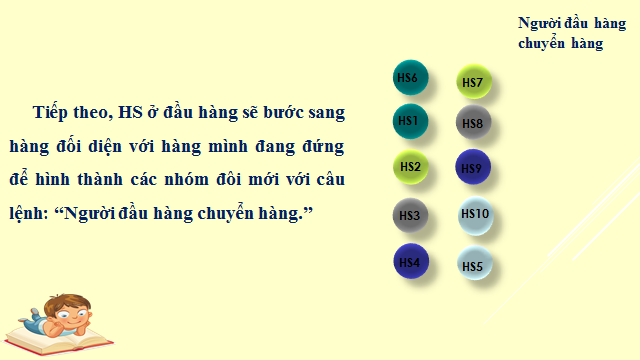 Người đầu hàng
chuyển hàng
Tiếp theo, HS ở đầu hàng sẽ bước sang
hàng đối diện với hàng mình đang đứng
để hình thành các nhóm đôi mới với câu
lệnh: “Người đầu hàng chuyển hàng.”
HS6
HS7
HS1
HS8
HS2
HS9
HS3
HS10
HS4
HS5